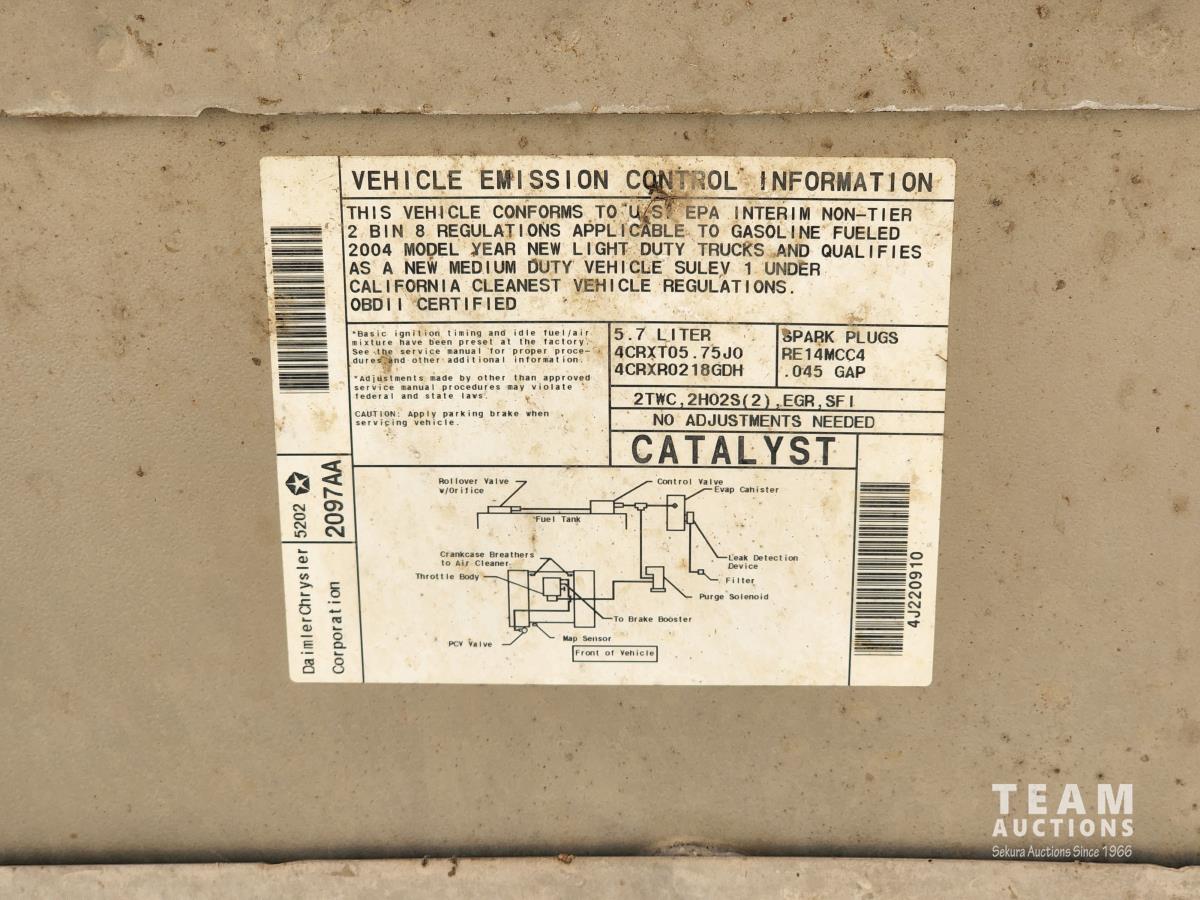 VEHICLE EMISSION CONTROL INFORMATION
THIS VEHICLE CONFORMS TO U.S. EPA INTERIM NON-TIER
2 BIN 8 REGULATIONS APPLICABLE TO GASOLINE FUELED
2004 MODEL YEAR NEW LIGHT DUTY TRUCKS AND QUALIFIES
AS A NEW MEDIUM DUTY VEHICLE SULEV 1 UNDER
CALIFORNIA CLEANEST VEHICLE REGULATIONS.
OBDII CERTIFIED
*Basic ignition timing and idle fuel/air
mixture have been preset at the factory.
See the service manual for proper proce-
dures and other additional information.
*Adjustments made by other than approved
service manual procedures may violate
federal and state laws.
CAUTION: Apply parking brake when
servicing vehicle.
5.7 LITER
4CRXT05.75J0
4CRXR0218GDH
SPARK PLUGS
RE14MCC4
.045 GAP
2TWC,2HO2S(2),EGR,SFI
NO ADJUSTMENTS NEEDED
CATALYST
Rollover Valve
w/Orifice
Control Valve
Evap Canister
Fuel Tank
Crankcase Breathers
to Air Cleaner
Throttle Body
Leak Detection
Device
Filter
Purge Solenoid
To Brake Booster
PCV Valve
Map Sensor
Front of Vehicle
DaimlerChrysler
Corporation
5202
2097AA
4J220910
TEAM
AUCTIONS
Sekura Auctions Since 1966